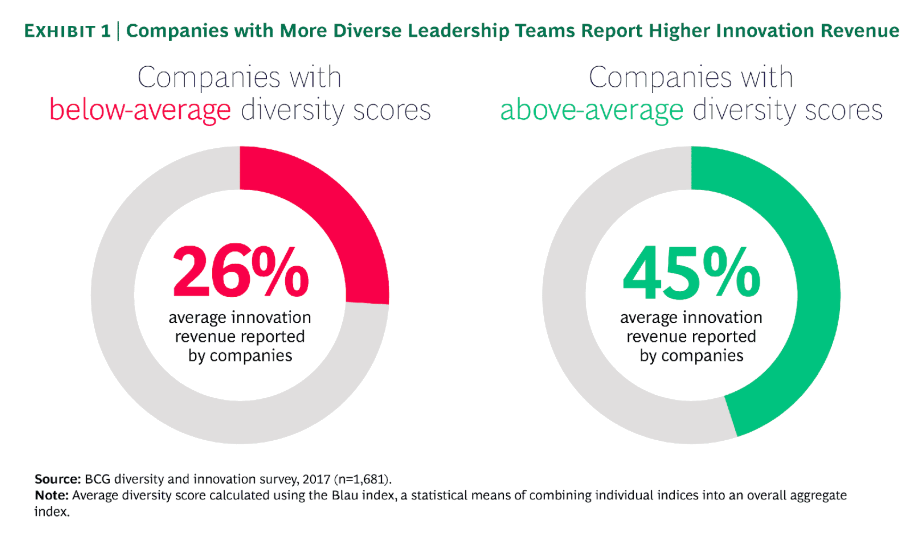 EXHIBIT 1 | Companies with More Diverse Leadership Teams Report Higher Innovation Revenue
Companies with
below-average diversity scores
26%
average innovation
revenue reported
by companies
Companies with
above-average diversity scores
45%
average innovation
revenue reported
by companies
Source: BCG diversity and innovation survey, 2017 (n=1,681).
Note: Average diversity score calculated using the Blau index, a statistical means of combining individual indices into an overall aggregate
index.